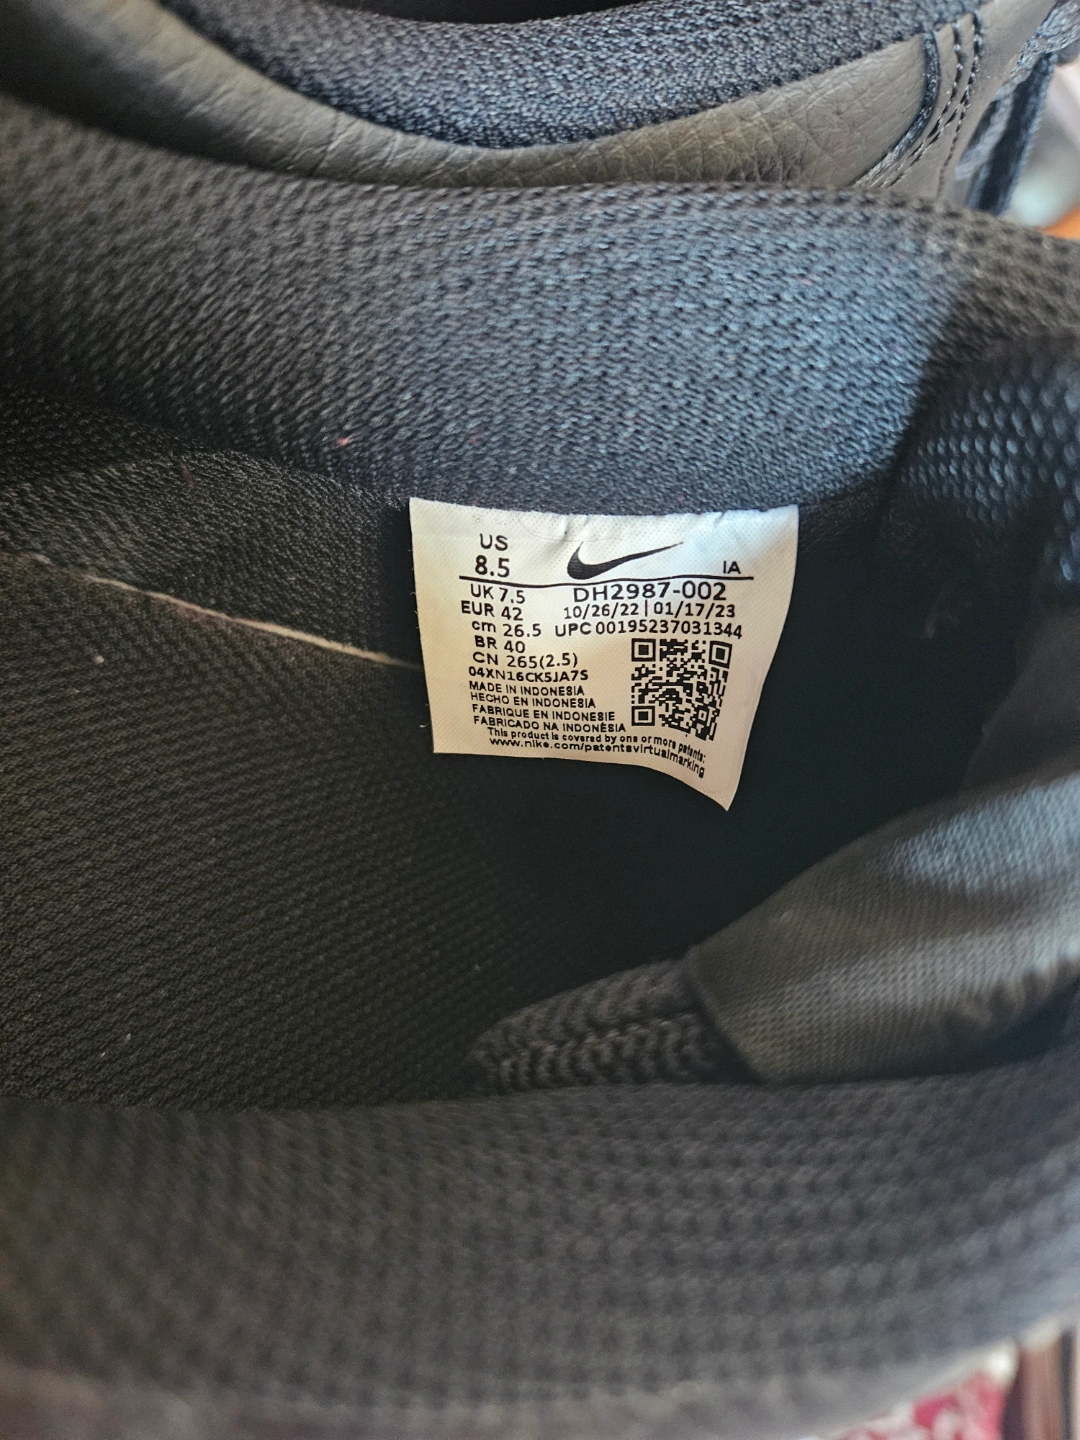 US
8.5
IA
UK 7.5 DH2987-002
EUR 42 10/26/22 | 01/17/23
cm 26.5 UPC 00195237031344
BR 40
CN 265(2.5)
04XN16CK5JA7S
MADE IN INDONESIA
HECHO EN INDONESIA
FABRIQUE EN INDONESIE
FABRICADO NA INDONÉSIA
This product is covered by one or more patents:
www.nike.com/patentsvirtualmarking